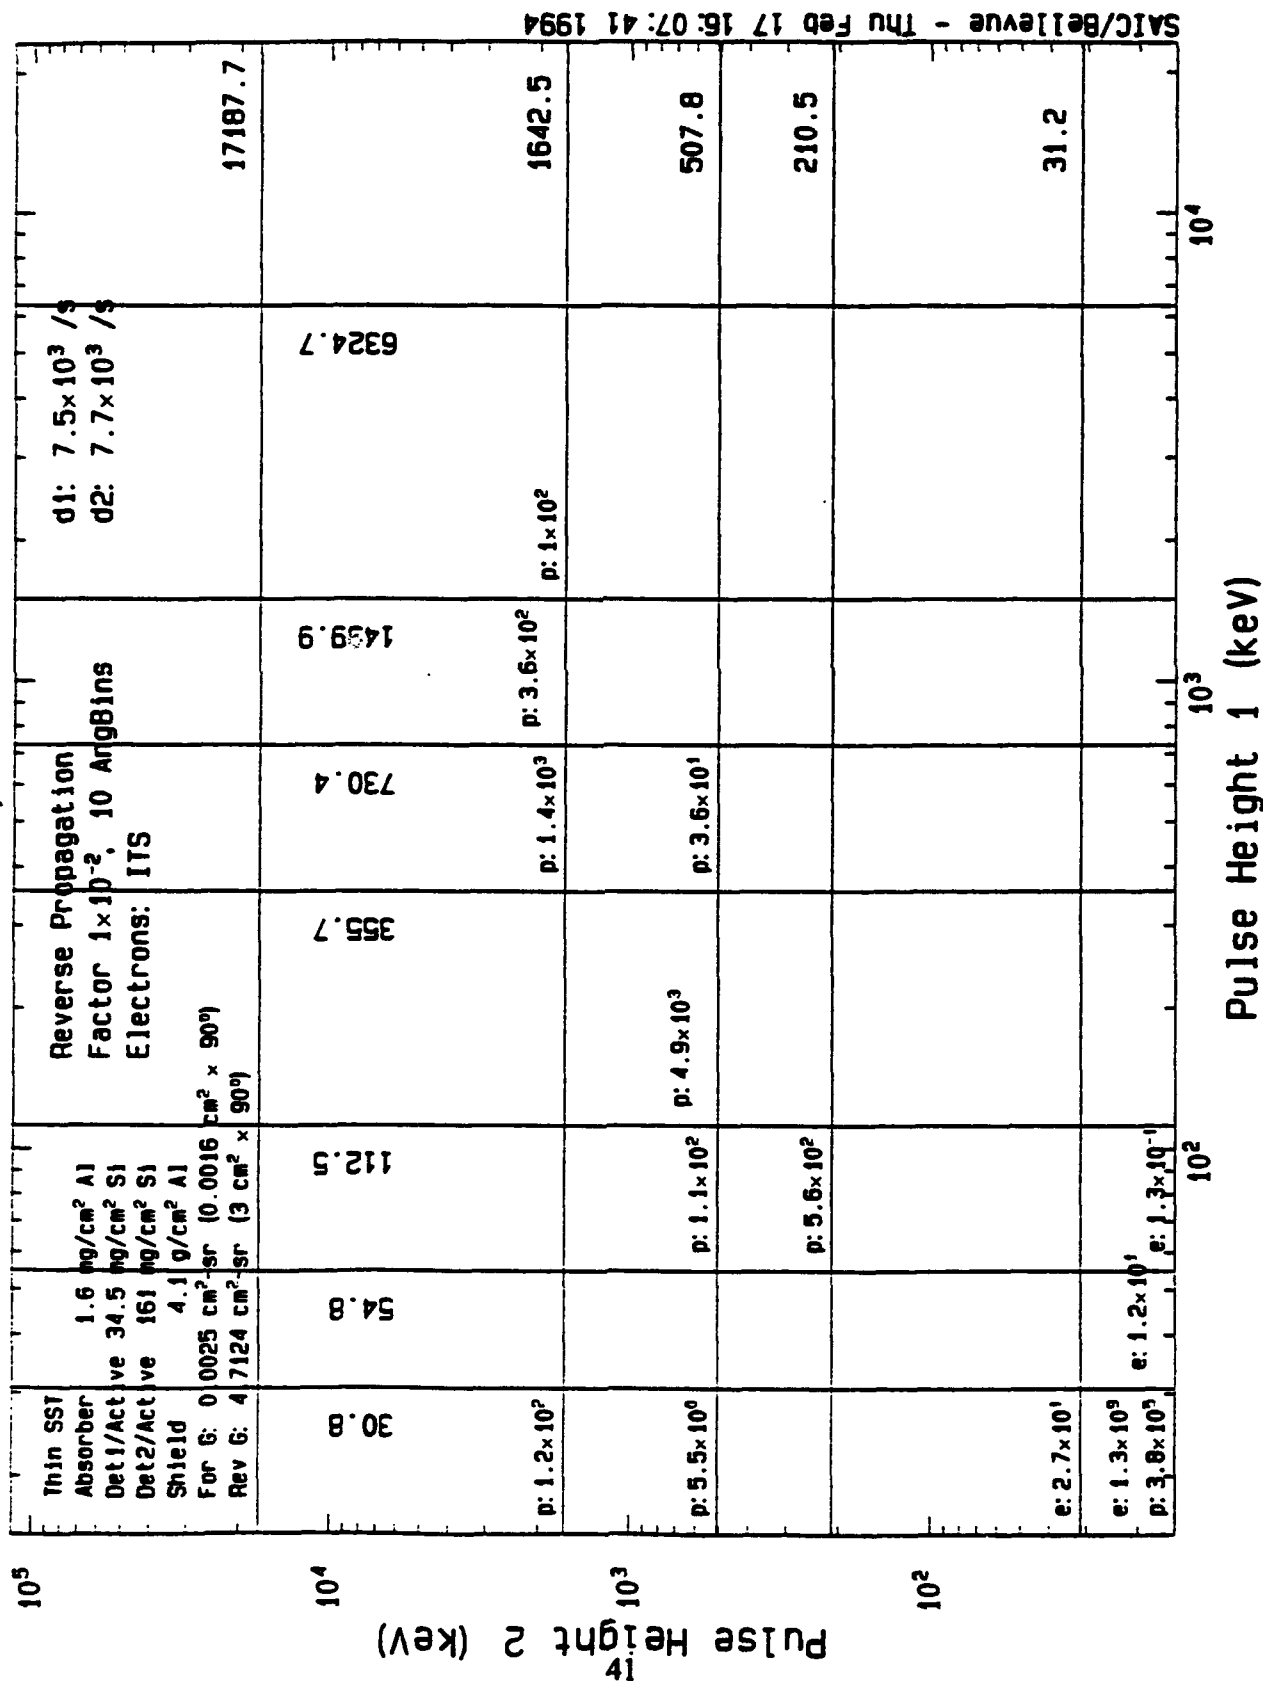 Thin SST
Absorber 1.6 mg/cm² Al
Det1/Active 34.5 mg/cm² Si
Det2/Active 161 mg/cm² Si
Shield 4.1 g/cm² Al
For G: 0.0025 cm²-sr (0.0016 cm² × 90º)
Rev G: 4.7124 cm²-sr (3 cm² × 90º)
Reverse Propagation
Factor 1×10⁻², 10 AngBins
Electrons: ITS
d1: 7.5×10³ /s
d2: 7.7×10³ /s
17187.7
30.8
54.8
112.5
355.7
730.4
1439.9
6324.7
p: 1.2×10²
p: 1.4×10³
p: 3.6×10²
p: 1×10²
1642.5
p: 5.5×10⁰
p: 1.1×10²
p: 4.9×10³
p: 3.6×10¹
507.8
p: 5.6×10²
210.5
e: 2.7×10¹
31.2
e: 1.3×10⁹
p: 3.8×10⁵
e: 1.2×10¹
e: 1.3×10⁻¹
10⁵
10⁴
10³
10²
Pulse Height 2 (keV)
10²
10³
10⁴
Pulse Height 1 (keV)
SAIC/Bellevue - Thu Feb 17 16:07:41 1994
41